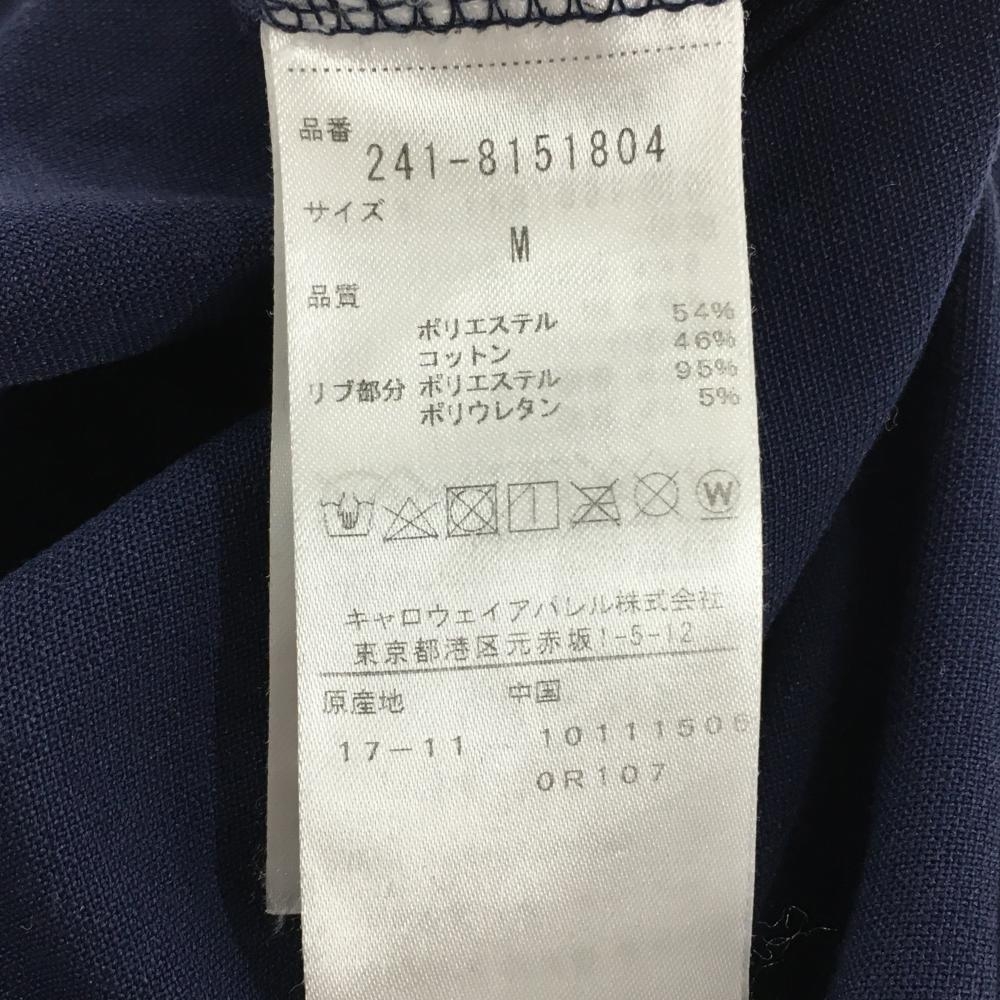 品番
241-8151804
サイズ
M
品質
ポリエステル 54%
コットン 46%
リブ部分 ポリエステル 95%
ポリウレタン 5%
W
キャロウェイアパレル株式会社
東京都港区元赤坂1-5-12
原産地 中国
17-11 10111506
0R107